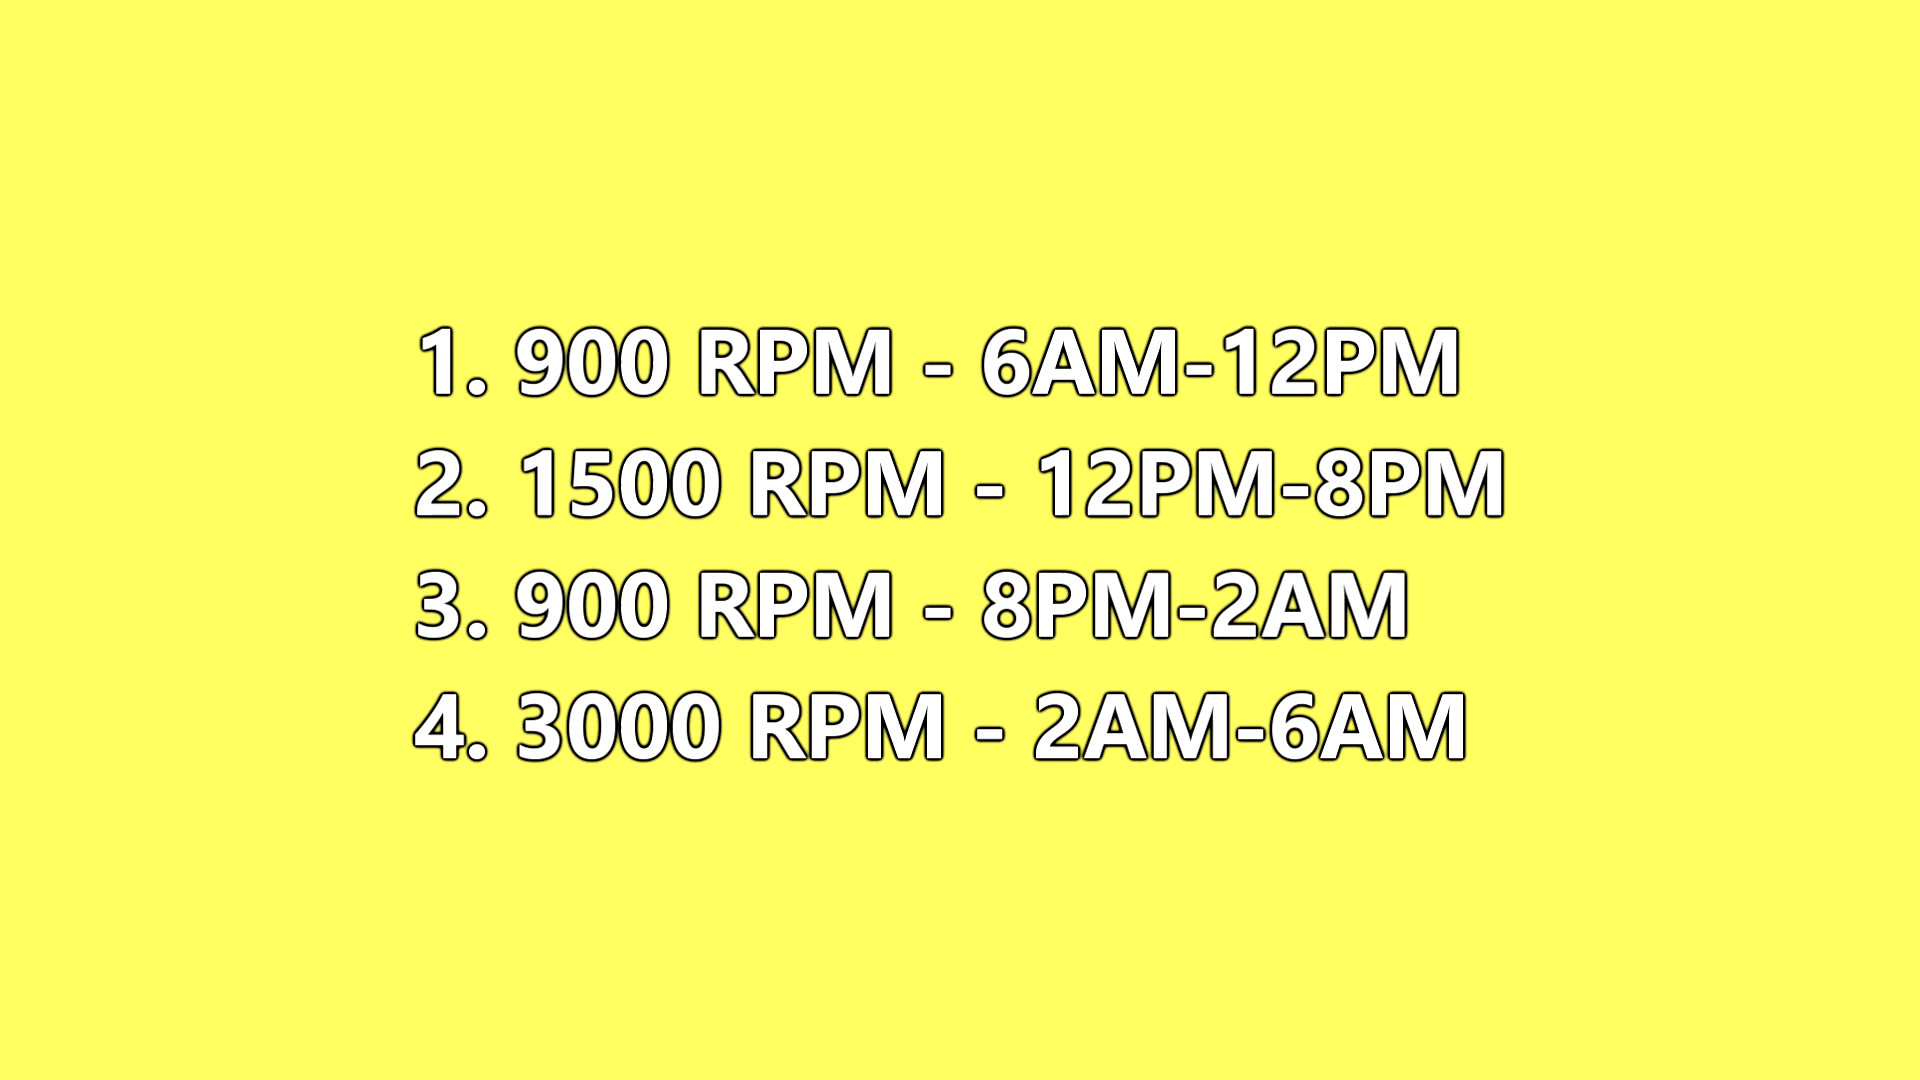 1. 900 RPM - 6AM-12PM
2. 1500 RPM - 12PM-8PM
3. 900 RPM - 8PM-2AM
4. 3000 RPM - 2AM-6AM